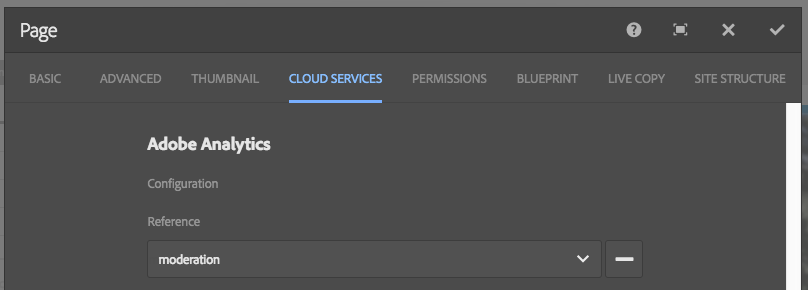 Page
BASIC ADVANCED THUMBNAIL CLOUD SERVICES PERMISSIONS BLUEPRINT LIVE COPY SITE STRUCTURE
Adobe Analytics
Configuration
Reference
moderation